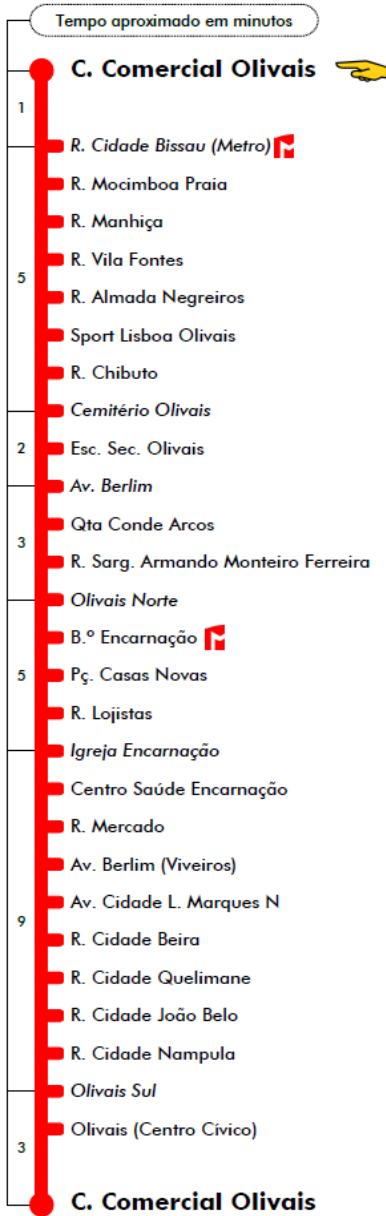 Tempo aproximado em minutos
C. Comercial Olivais
1
R. Cidade Bissau (Metro)
R. Mocimboa Praia
R. Manhiça
R. Vila Fontes
5
R. Almada Negreiros
Sport Lisboa Olivais
R. Chibuto
Cemitério Olivais
2 Esc. Sec. Olivais
Av. Berlim
Qta Conde Arcos
3
R. Sarg. Armando Monteiro Ferreira
Olivais Norte
B.º Encarnação
5 Pç. Casas Novas
R. Lojistas
Igreja Encarnação
Centro Saúde Encarnação
R. Mercado
Av. Berlim (Viveiros)
Av. Cidade L. Marques N
9
R. Cidade Beira
R. Cidade Quelimane
R. Cidade João Belo
R. Cidade Nampula
Olivais Sul
Olivais (Centro Cívico)
3
C. Comercial Olivais